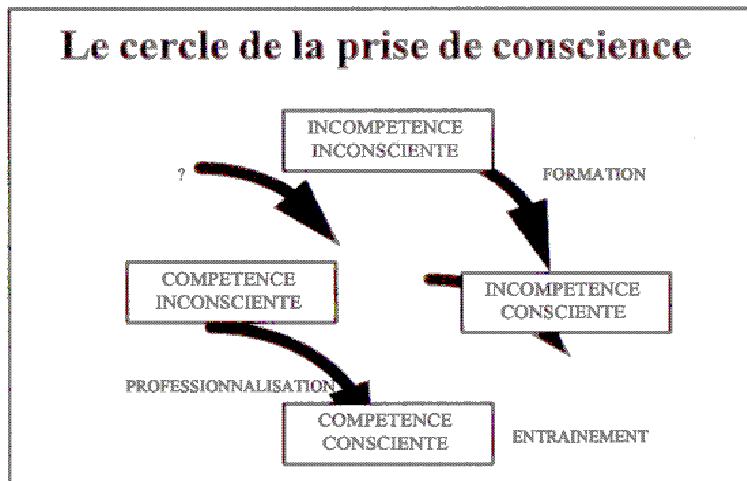 Le cercle de la prise de conscience
INCOMPETENCE
INCONSCIENTE
?
FORMATION
COMPETENCE
INCONSCIENTE
INCOMPETENCE
CONSCIENTE
PROFESSIONNALISATION
COMPETENCE
CONSCIENTE
ENTRAINEMENT